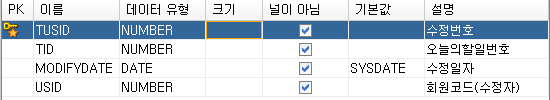 PK 이름 데이터 유형 크기 널이 아님 기본값 설명
TUSID NUMBER 수정번호
TID NUMBER 오늘의할일번호
MODIFYDATE DATE SYSDATE 수정일자
USID NUMBER 회원코드(수정자)